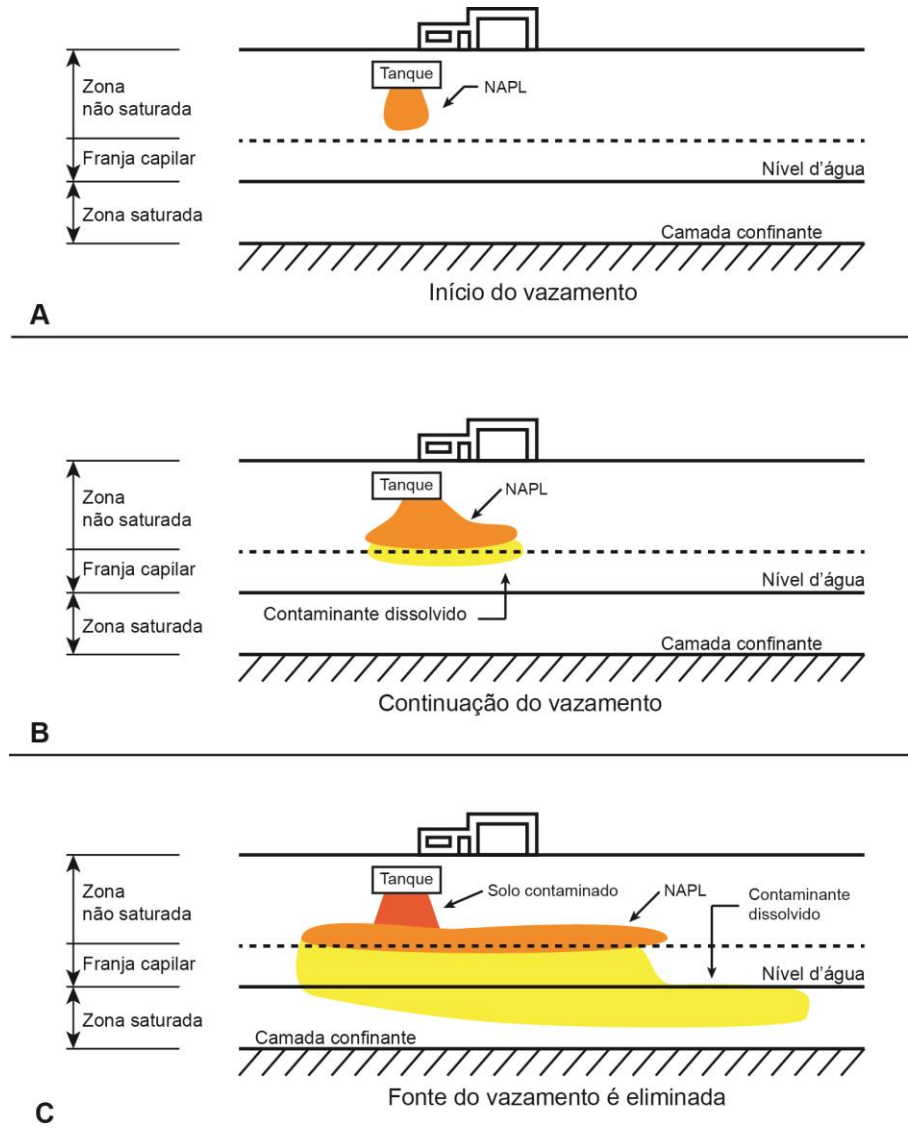 Tanque
NAPL
Zona
não saturada
Franja capilar
Nível d'água
Zona saturada
Camada confinante
Início do vazamento
A
Tanque
NAPL
Zona
não saturada
Franja capilar
Nível d'água
Contaminante dissolvido
Zona saturada
Camada confinante
Continuação do vazamento
B
Tanque
Solo contaminado
NAPL
Contaminante
dissolvido
Zona
não saturada
Franja capilar
Nível d'água
Zona saturada
Camada confinante
Fonte do vazamento é eliminada
C